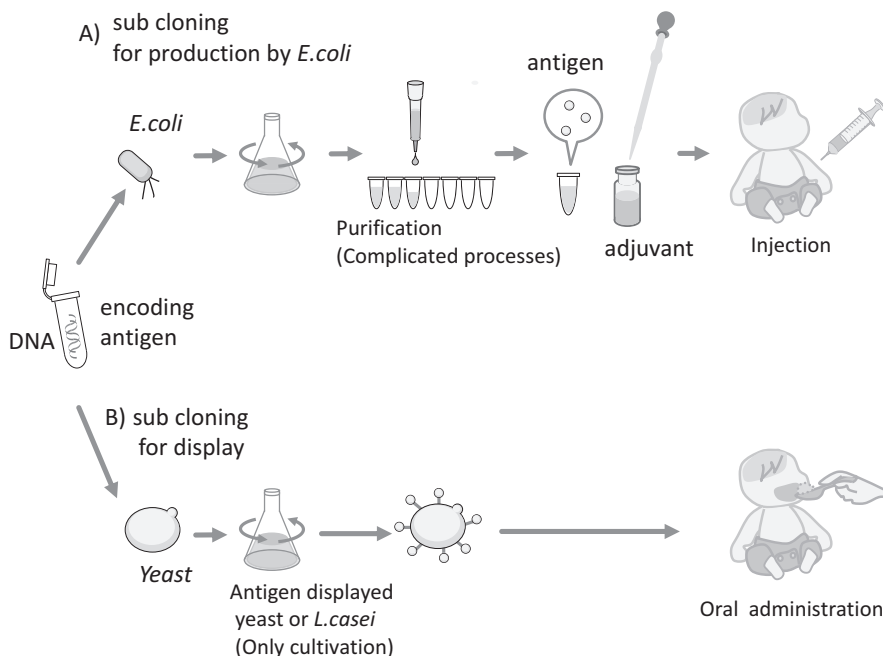 A) sub cloning
for production by E.coli
E.coli
antigen
Purification
(Complicated processes)
adjuvant
Injection
encoding
DNA antigen
B) sub cloning
for display
Yeast
Antigen displayed
yeast or L.casei
(Only cultivation)
Oral administration